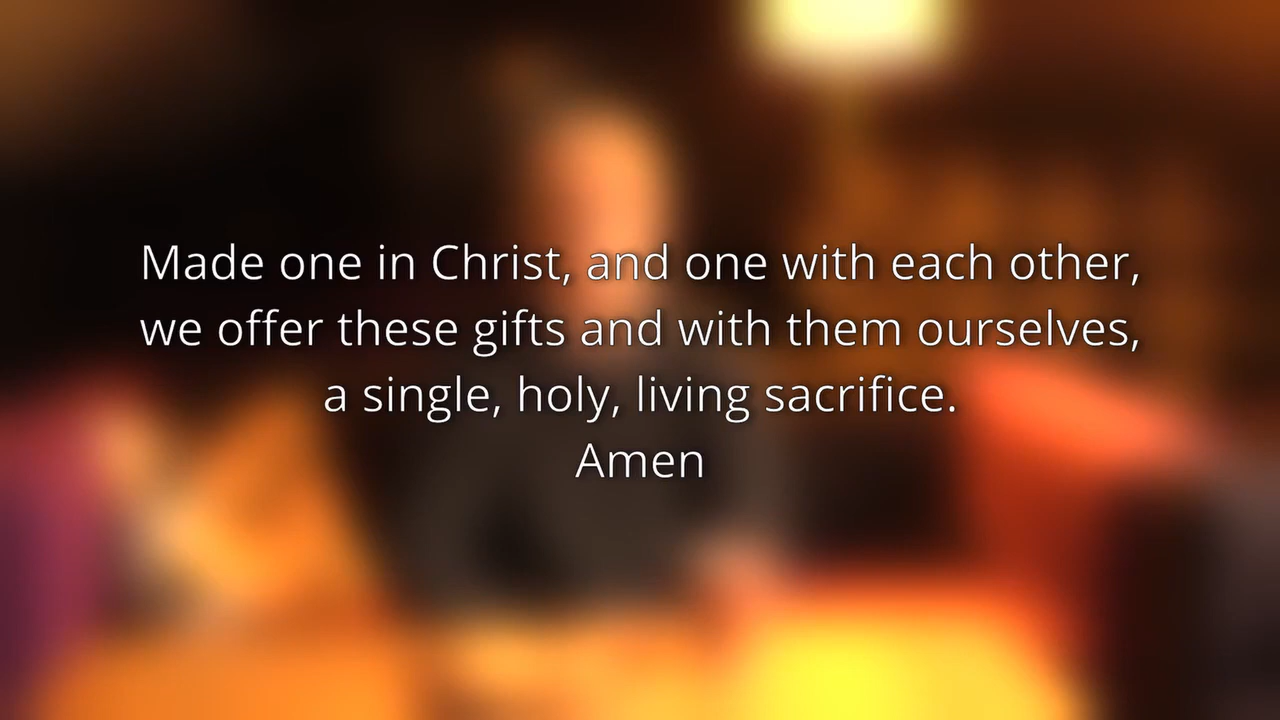 Made one in Christ, and one with each other,
we offer these gifts and with them ourselves,
a single, holy, living sacrifice.
Amen